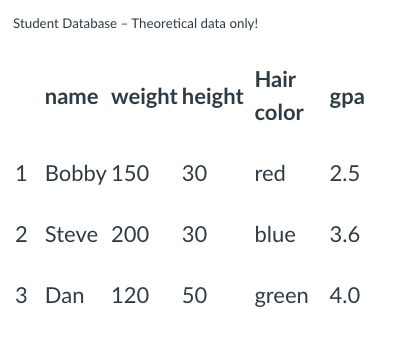 Student Database – Theoretical data only!
name weight height Hair color gpa
1 Bobby 150 30 red 2.5
2 Steve 200 30 blue 3.6
3 Dan 120 50 green 4.0